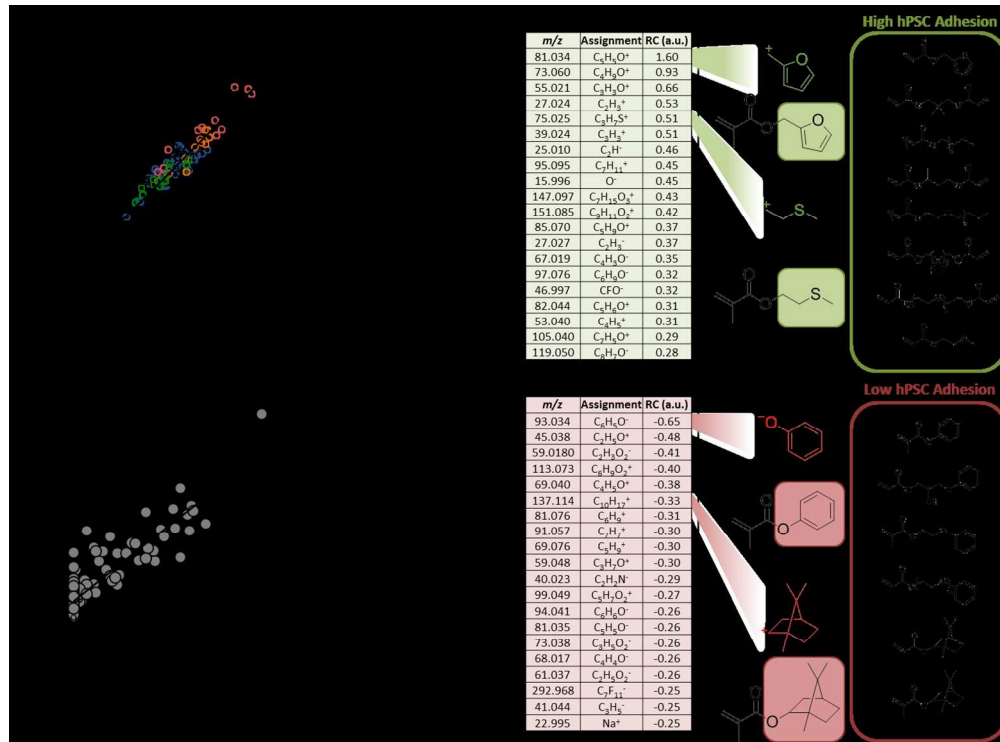 High hPSC Adhesion
m/z Assignment RC (a.u.)
81.034 C₅H₅O⁺ 1.60
73.060 C₄H₉O⁺ 0.93
55.021 C₃H₃O⁺ 0.66
27.024 C₂H₃⁺ 0.53
75.025 C₃H₇S⁺ 0.51
39.024 C₃H₃⁺ 0.51
25.010 C₂H⁻ 0.46
95.095 C₇H₁₁⁺ 0.45
15.996 O⁻ 0.45
147.097 C₇H₁₅O₃⁺ 0.43
151.085 C₉H₁₁O₂⁺ 0.42
85.070 C₅H₉O⁺ 0.37
27.027 C₂H₃⁻ 0.37
67.019 C₄H₃O⁻ 0.35
97.076 C₆H₉O⁻ 0.32
46.997 CFO⁻ 0.32
82.044 C₅H₆O⁺ 0.31
53.040 C₄H₅⁺ 0.31
105.040 C₇H₅O⁺ 0.29
119.050 C₈H₇O⁻ 0.28
Low hPSC Adhesion
m/z Assignment RC (a.u.)
93.034 C₆H₅O⁻ -0.65
45.038 C₂H₅O⁺ -0.48
59.0180 C₂H₃O₂⁻ -0.41
113.073 C₆H₉O₂⁺ -0.40
69.040 C₄H₅O⁺ -0.38
137.114 C₁₀H₁₇⁺ -0.33
81.076 C₆H₉⁺ -0.31
91.057 C₇H₇⁺ -0.30
69.076 C₅H₉⁺ -0.30
59.048 C₃H₇O⁺ -0.30
40.023 C₂H₂N⁻ -0.29
99.049 C₅H₇O₂⁺ -0.27
94.041 C₆H₆O⁻ -0.26
81.035 C₅H₅O⁻ -0.26
73.038 C₃H₅O₂⁻ -0.26
68.017 C₄H₄O⁻ -0.26
61.037 C₂H₅O₂⁻ -0.26
292.968 C₇F₁₁⁻ -0.25
41.044 C₃H₅⁻ -0.25
22.995 Na⁺ -0.25